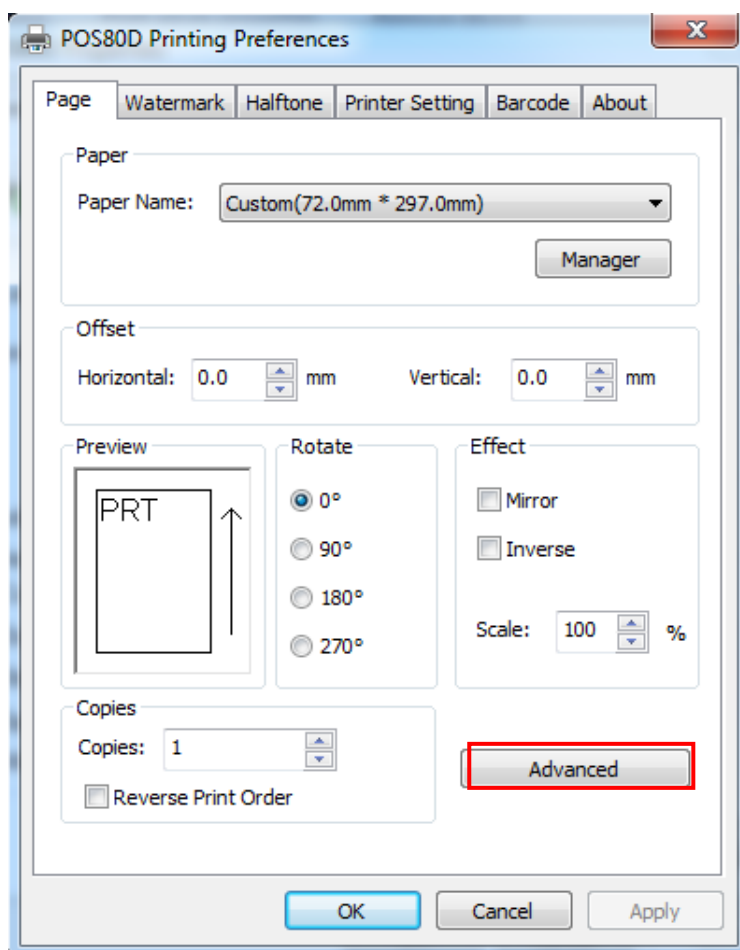 POS80D Printing Preferences
Page Watermark Halftone Printer Setting Barcode About
Paper
Paper Name: Custom(72.0mm * 297.0mm)
Manager
Offset
Horizontal: 0.0 mm Vertical: 0.0 mm
Preview Rotate Effect
PRT
0° Mirror
90° Inverse
180°
270° Scale: 100 %
Copies
Copies: 1
Advanced
Reverse Print Order
OK Cancel Apply